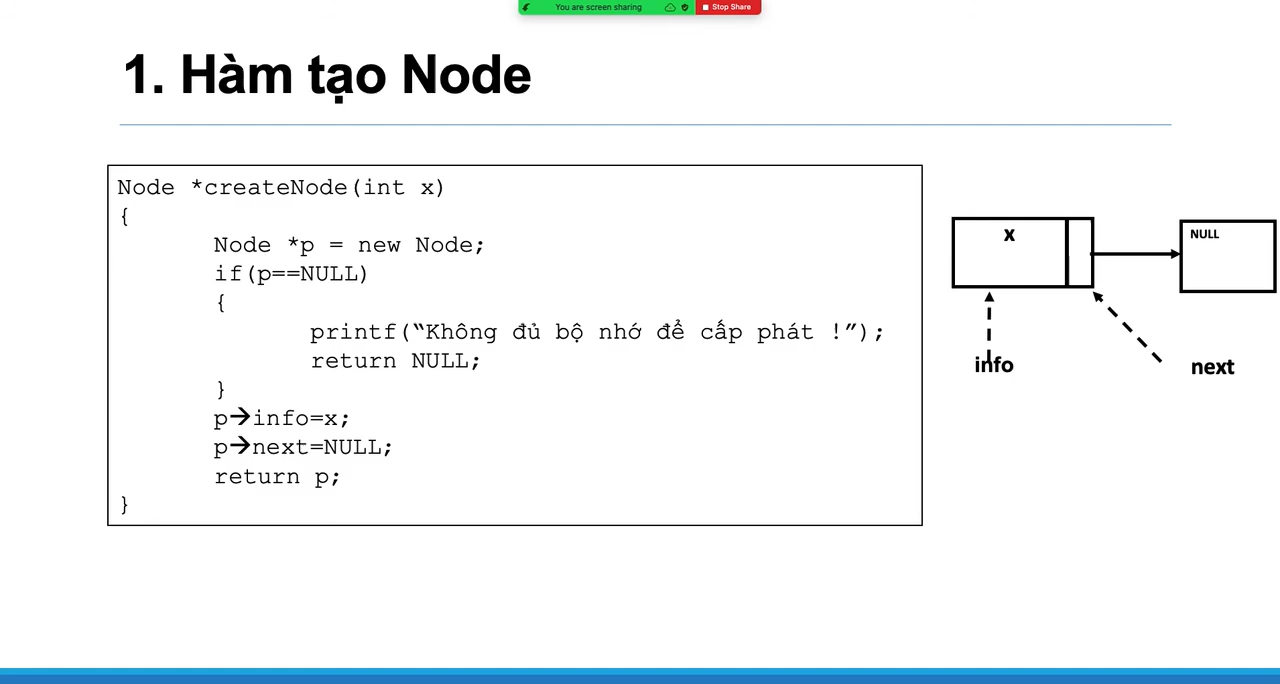 You are screen sharing
Stop Share
1. Hàm tạo Node
Node *createNode(int x)
{
Node *p = new Node;
if(p==NULL)
{
printf(“Không đủ bộ nhớ để cấp phát !”);
return NULL;
}
p→info=x;
p→next=NULL;
return p;
}
x
NULL
info
next